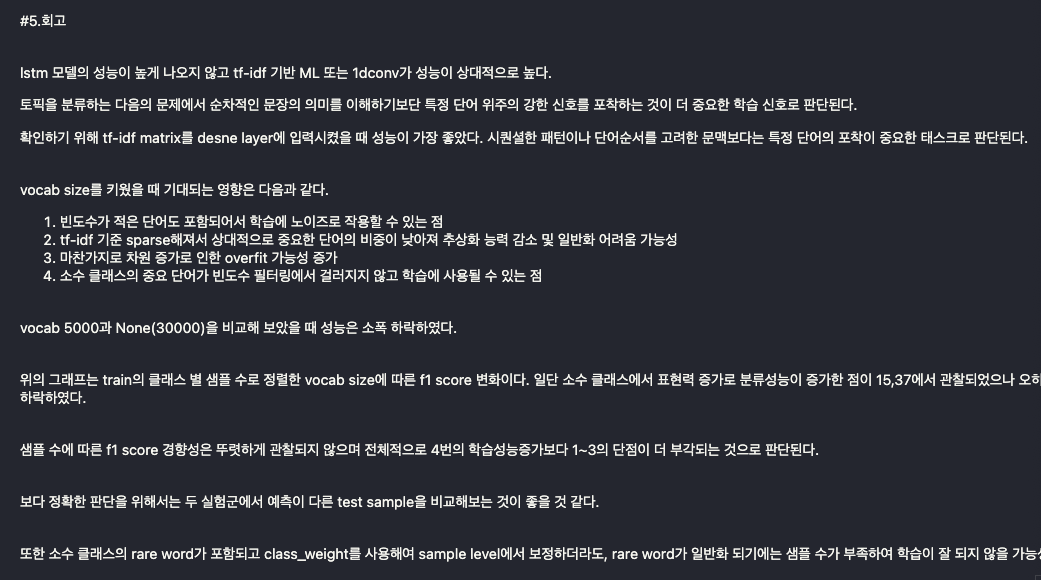 #5.회고
lstm 모델의 성능이 높게 나오지 않고 tf-idf 기반 ML 또는 1dconv가 성능이 상대적으로 높다.
토픽을 분류하는 다음의 문제에서 순차적인 문장의 의미를 이해하기보단 특정 단어 위주의 강한 신호를 포착하는 것이 더 중요한 학습 신호로 판단된다.
확인하기 위해 tf-idf matrix를 desne layer에 입력시켰을 때 성능이 가장 좋았다. 시퀀셜한 패턴이나 단어순서를 고려한 문맥보다는 특정 단어의 포착이 중요한 태스크로 판단된다.
vocab size를 키웠을 때 기대되는 영향은 다음과 같다.
1. 빈도수가 적은 단어도 포함되어서 학습에 노이즈로 작용할 수 있는 점
2. tf-idf 기준 sparse해져서 상대적으로 중요한 단어의 비중이 낮아져 추상화 능력 감소 및 일반화 어려움 가능성
3. 마찬가지로 차원 증가로 인한 overfit 가능성 증가
4. 소수 클래스의 중요 단어가 빈도수 필터링에서 걸러지지 않고 학습에 사용될 수 있는 점
vocab 5000과 None(30000)을 비교해 보았을 때 성능은 소폭 하락하였다.
위의 그래프는 train의 클래스 별 샘플 수로 정렬한 vocab size에 따른 f1 score 변화이다. 일단 소수 클래스에서 표현력 증가로 분류성능이 증가한 점이 15,37에서 관찰되었으나
하락하였다.
샘플 수에 따른 f1 score 경향성은 뚜렷하게 관찰되지 않으며 전체적으로 4번의 학습성능증가보다 1~3의 단점이 더 부각되는 것으로 판단된다.
보다 정확한 판단을 위해서는 두 실험군에서 예측이 다른 test sample을 비교해보는 것이 좋을 것 같다.
또한 소수 클래스의 rare word가 포함되고 class_weight를 사용해여 sample level에서 보정하더라도, rare word가 일반화 되기에는 샘플 수가 부족하여 학습이 잘 되지 않을